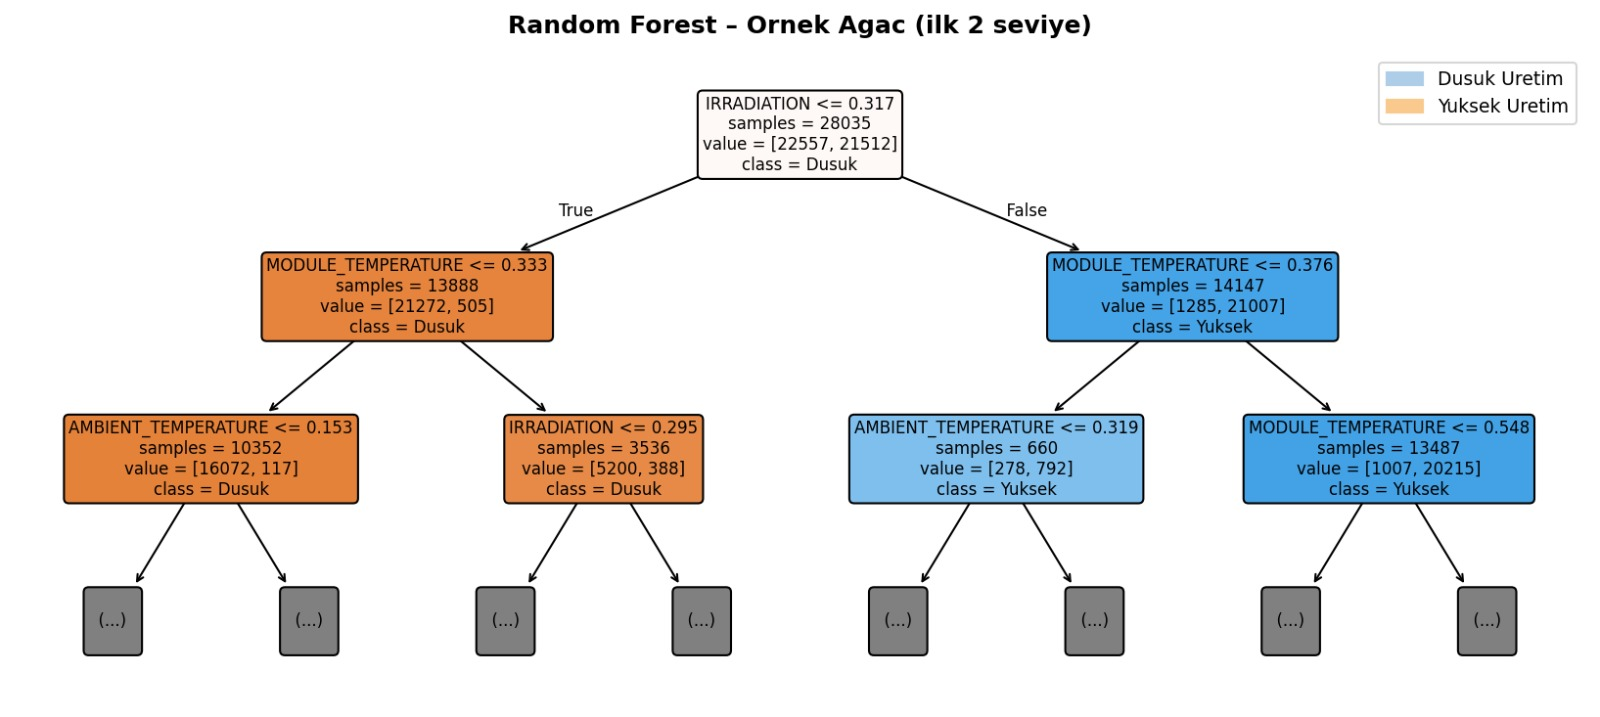 Random Forest – Ornek Agac (ilk 2 seviye)
Dusuk Uretim
Yuksek Uretim
IRRADIATION <= 0.317
samples = 28035
value = [22557, 21512]
class = Dusuk
True
False
MODULE_TEMPERATURE <= 0.333
samples = 13888
value = [21272, 505]
class = Dusuk
MODULE_TEMPERATURE <= 0.376
samples = 14147
value = [1285, 21007]
class = Yuksek
AMBIENT_TEMPERATURE <= 0.153
samples = 10352
value = [16072, 117]
class = Dusuk
IRRADIATION <= 0.295
samples = 3536
value = [5200, 388]
class = Dusuk
AMBIENT_TEMPERATURE <= 0.319
samples = 660
value = [278, 792]
class = Yuksek
MODULE_TEMPERATURE <= 0.548
samples = 13487
value = [1007, 20215]
class = Yuksek
(...)
(...)
(...)
(...)
(...)
(...)
(...)
(...)